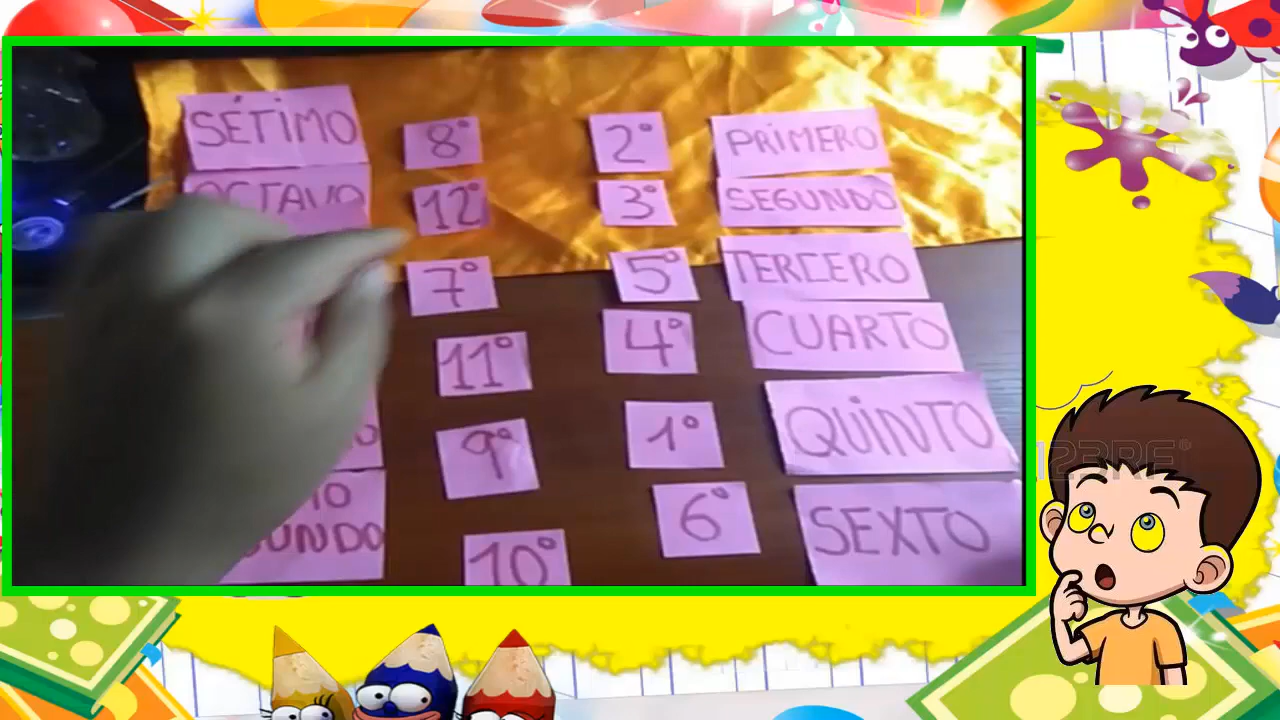 SÉTIMO 8° 2° PRIMERO
OCTAVO 12° 3° SEGUNDO
7° 5° TERCERO
11° 4° CUARTO
9° 1° QUINTO
10° 6° SEXTO